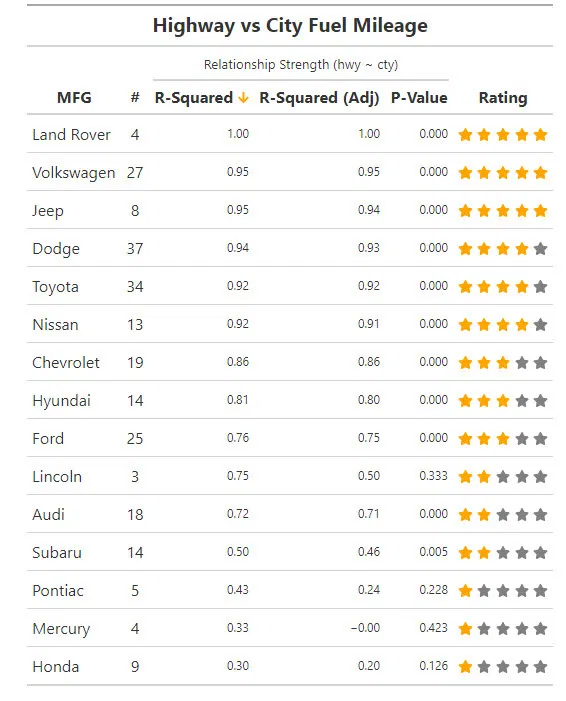 Highway vs City Fuel Mileage
Relationship Strength (hwy ~ cty)
MFG # R-Squared ↓ R-Squared (Adj) P-Value Rating
Land Rover 4 1.00 1.00 0.000 ★★★★★
Volkswagen 27 0.95 0.95 0.000 ★★★★★
Jeep 8 0.95 0.94 0.000 ★★★★★
Dodge 37 0.94 0.93 0.000 ★★★★★
Toyota 34 0.92 0.92 0.000 ★★★★★
Nissan 13 0.92 0.91 0.000 ★★★★★
Chevrolet 19 0.86 0.86 0.000 ★★★★★
Hyundai 14 0.81 0.80 0.000 ★★★★★
Ford 25 0.76 0.75 0.000 ★★★★★
Lincoln 3 0.75 0.50 0.333 ★★★★★
Audi 18 0.72 0.71 0.000 ★★★★★
Subaru 14 0.50 0.46 0.005 ★★★★★
Pontiac 5 0.43 0.24 0.228 ★★★★★
Mercury 4 0.33 −0.00 0.423 ★★★★★
Honda 9 0.30 0.20 0.126 ★★★★★